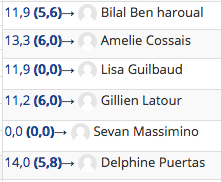 11,9 (5,6)→ Bilal Ben haroual
13,3 (6,0)→ Amelie Cossais
11,9 (0,0)→ Lisa Guilbaud
11,2 (6,0)→ Gillien Latour
0,0 (0,0)→ Sevan Massimino
14,0 (5,8)→ Delphine Puertas